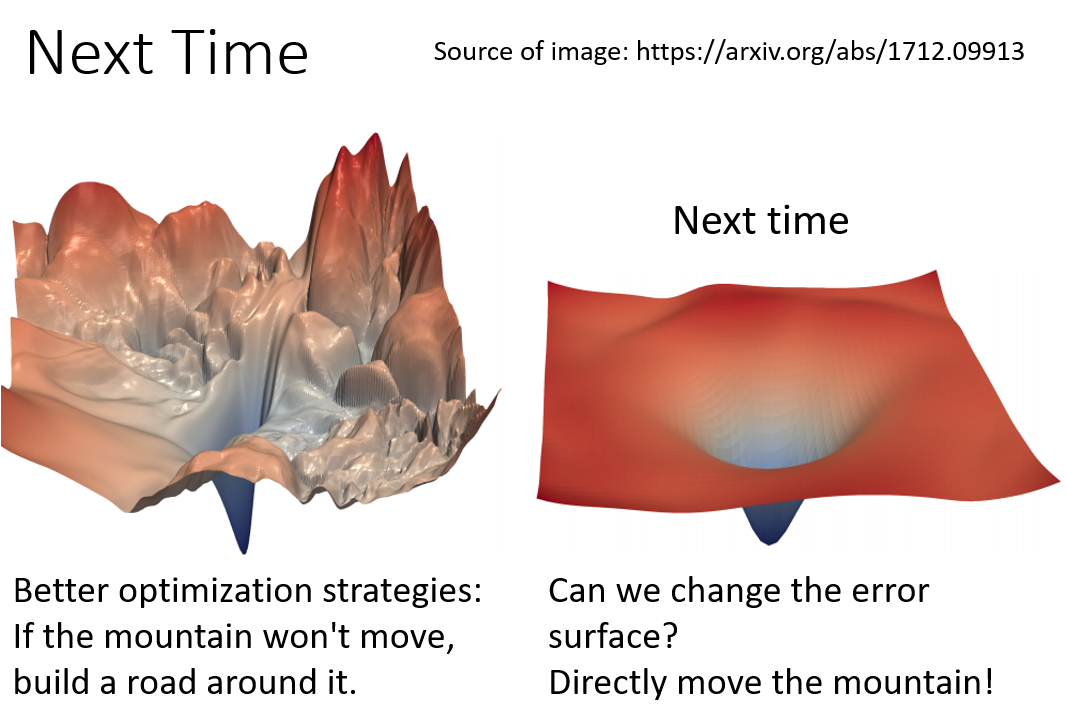 Next Time
Source of image: https://arxiv.org/abs/1712.09913
Next time
Better optimization strategies:
If the mountain won't move,
build a road around it.
Can we change the error
surface?
Directly move the mountain!